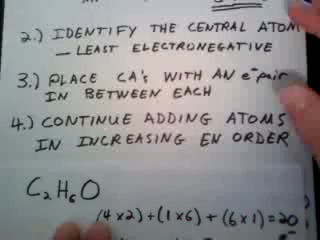 2.) IDENTIFY THE CENTRAL ATOM
– LEAST ELECTRONEGATIVE
3.) PLACE CA's WITH AN e⁻ pair
IN BETWEEN EACH
4.) CONTINUE ADDING ATOMS
IN INCREASING EN ORDER
C₂H₆O
(4×2)+(1×6)+(6×1)=20